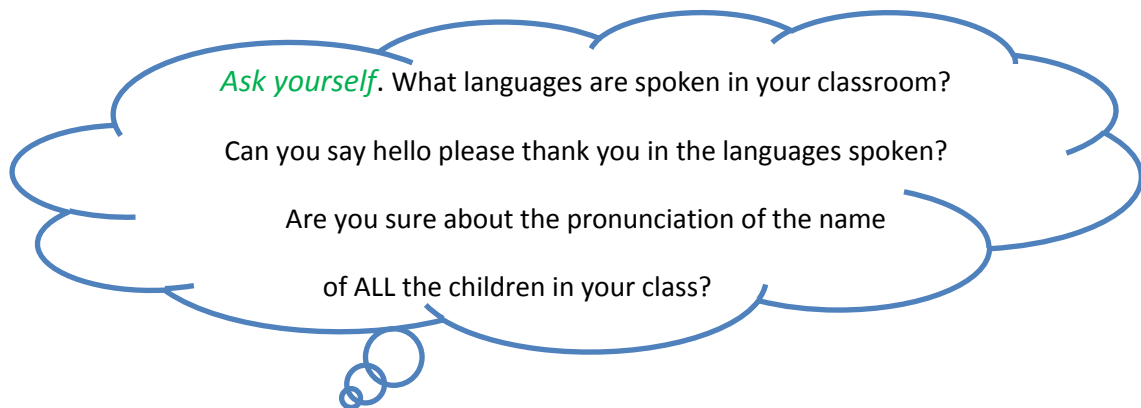 Ask yourself. What languages are spoken in your classroom?
Can you say hello please thank you in the languages spoken?
Are you sure about the pronunciation of the name
of ALL the children in your class?